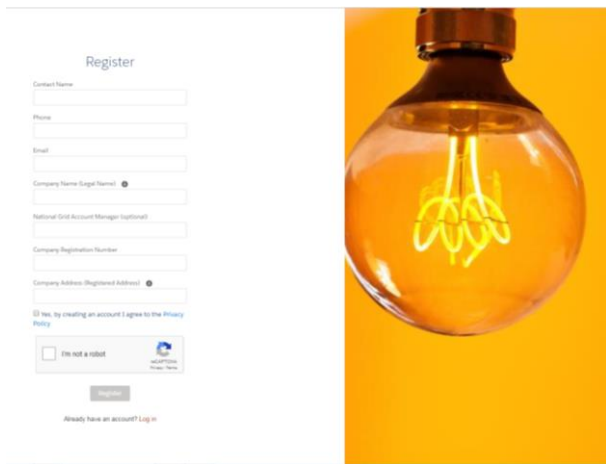 Register
Contact Name
Phone
Email
Company Name (Legal Name)
National Grid Account Manager (optional)
Company Registration Number
Company Address (Registered Address)
Yes, by creating an account I agree to the Privacy
Policy
I'm not a robot
reCAPTCHA
Privacy - Terms
Register
Already have an account? Log in